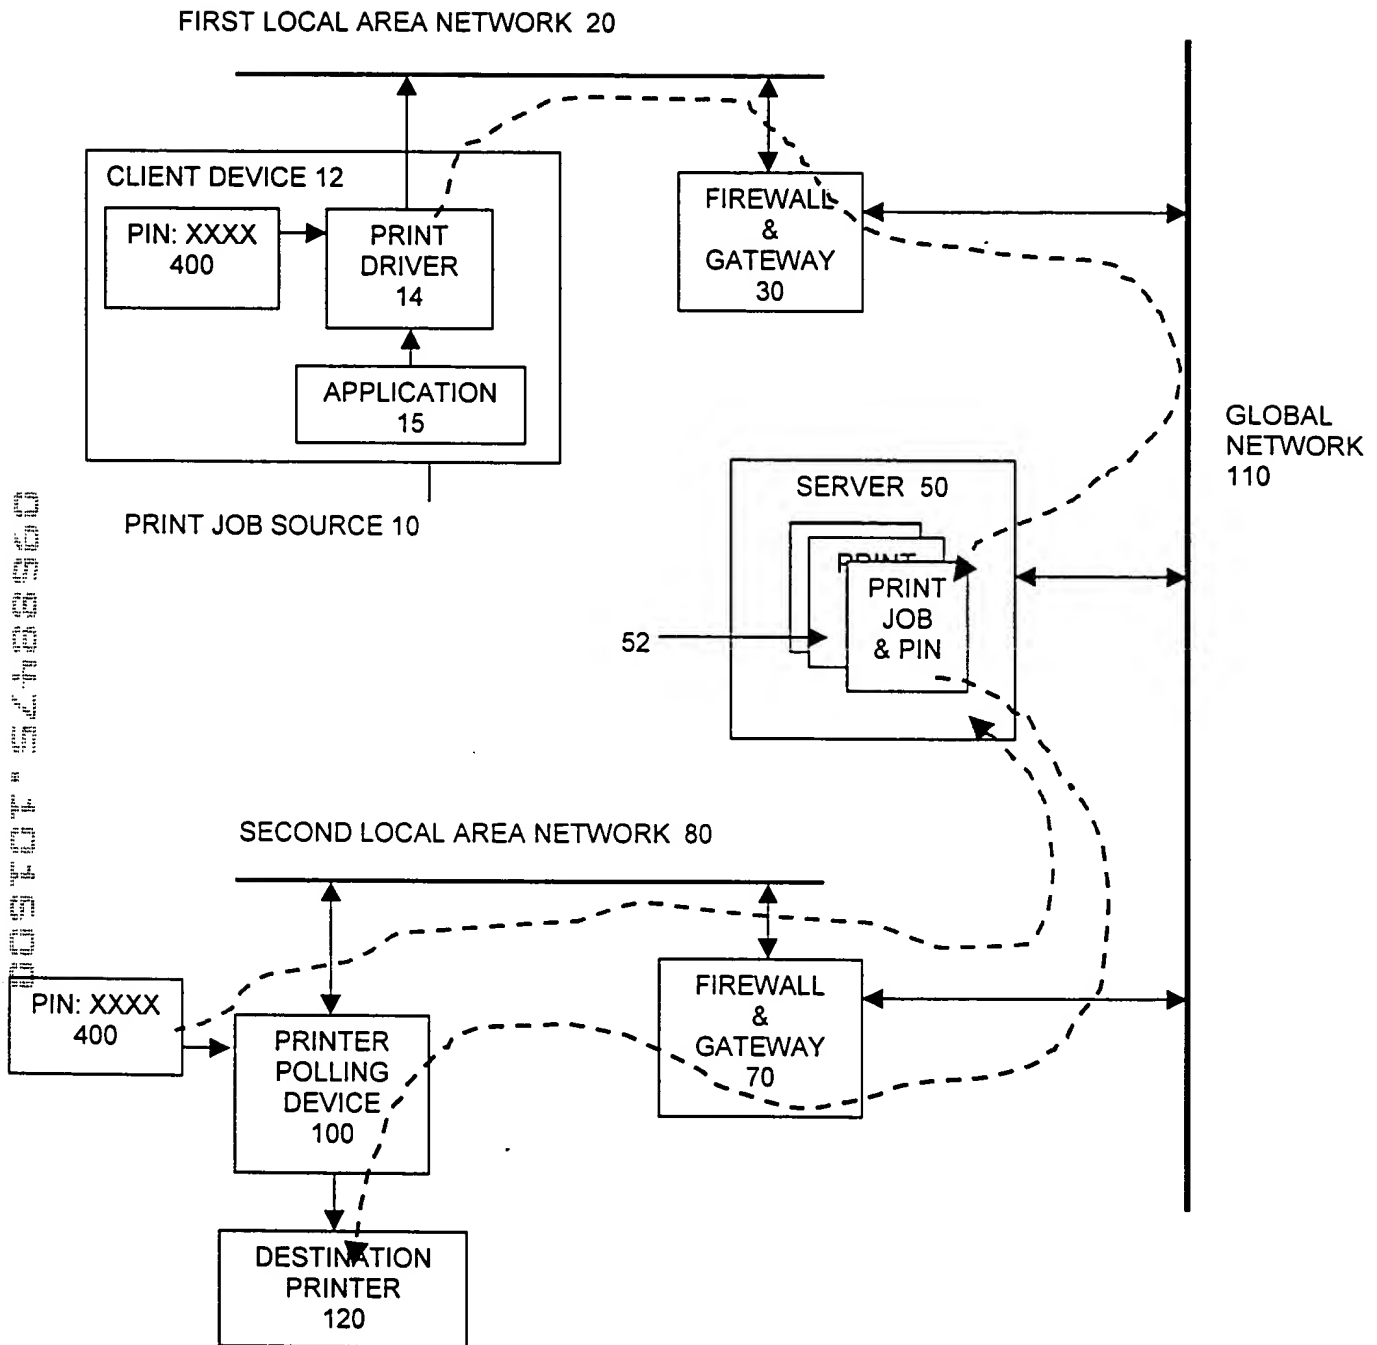 FIRST LOCAL AREA NETWORK 20
CLIENT DEVICE 12
PIN: XXXX
400
PRINT
DRIVER
14
APPLICATION
15
PRINT JOB SOURCE 10
FIREWALL
&
GATEWAY
30
GLOBAL
NETWORK
110
SERVER 50
PRINT
PRINT
JOB
& PIN
52
SECOND LOCAL AREA NETWORK 80
PIN: XXXX
400
PRINTER
POLLING
DEVICE
100
FIREWALL
&
GATEWAY
70
DESTINATION
PRINTER
120